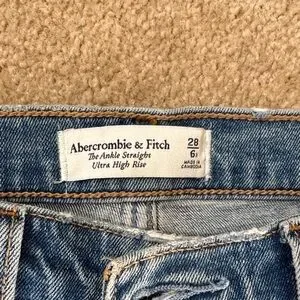 Abercrombie & Fitch
The Ankle Straight
Ultra High Rise
28
6
MADE IN
CAMBODIA